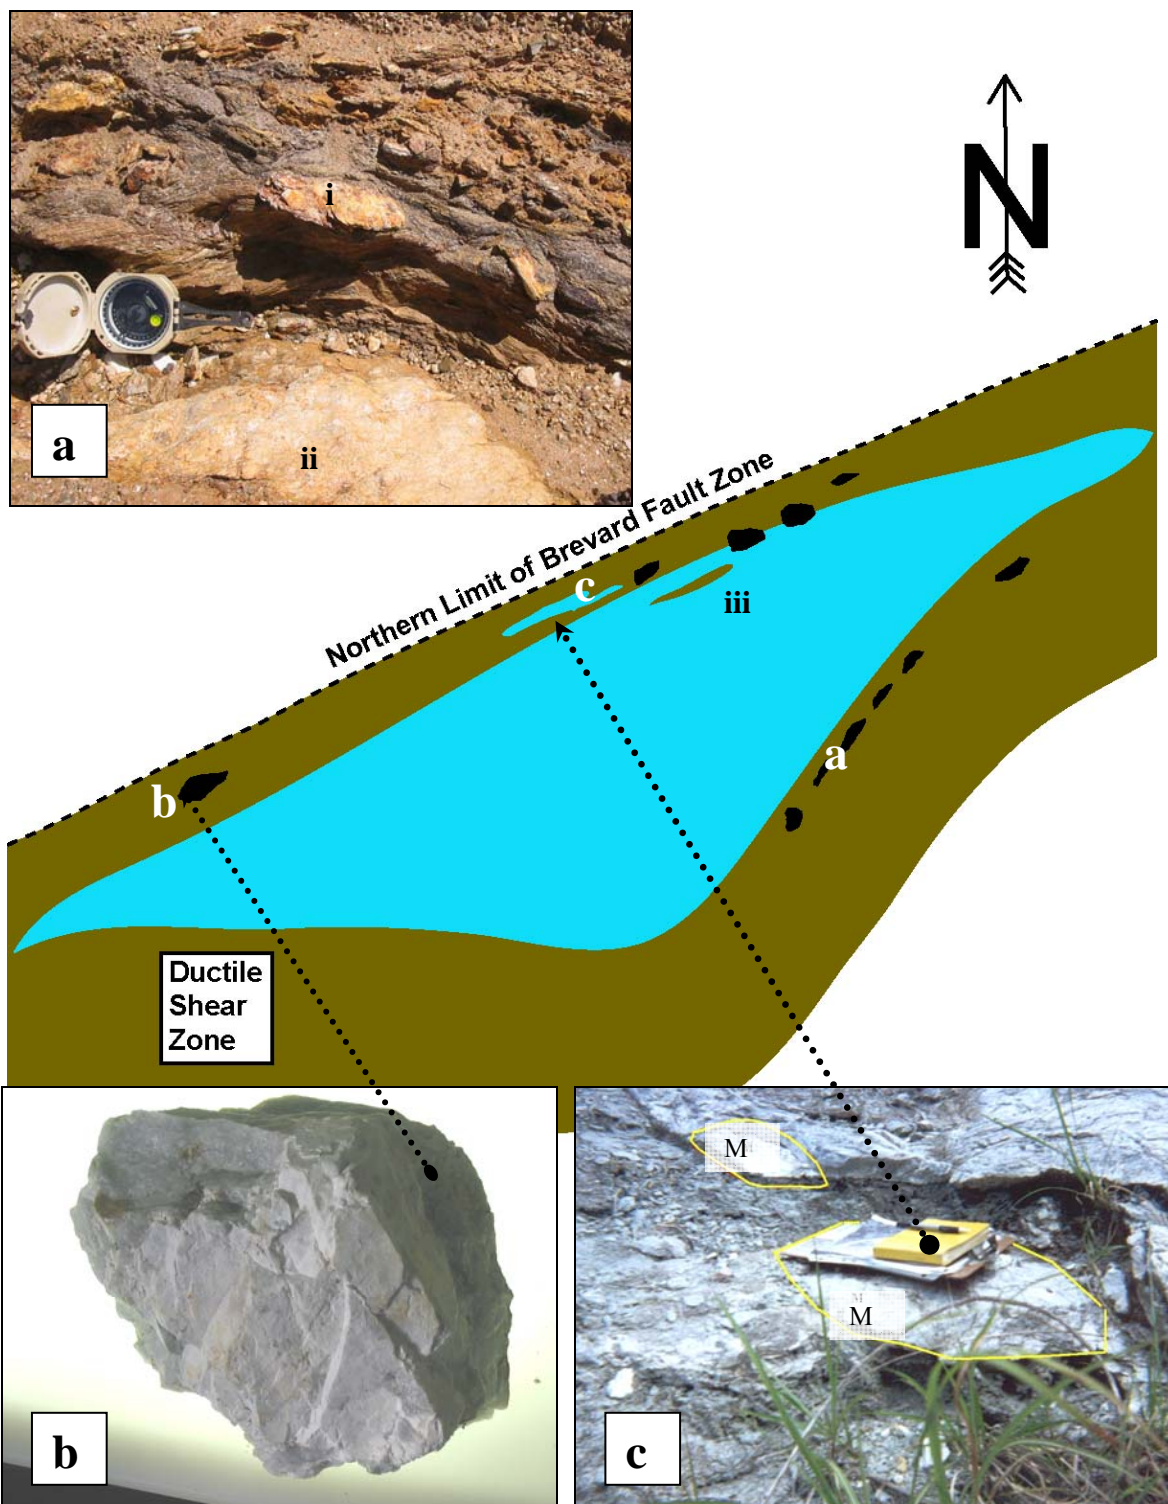 i
ii
a
N
Northern Limit of Brevard Fault Zone
c
iii
a
b
Ductile
Shear
Zone
M
M
M
b
c